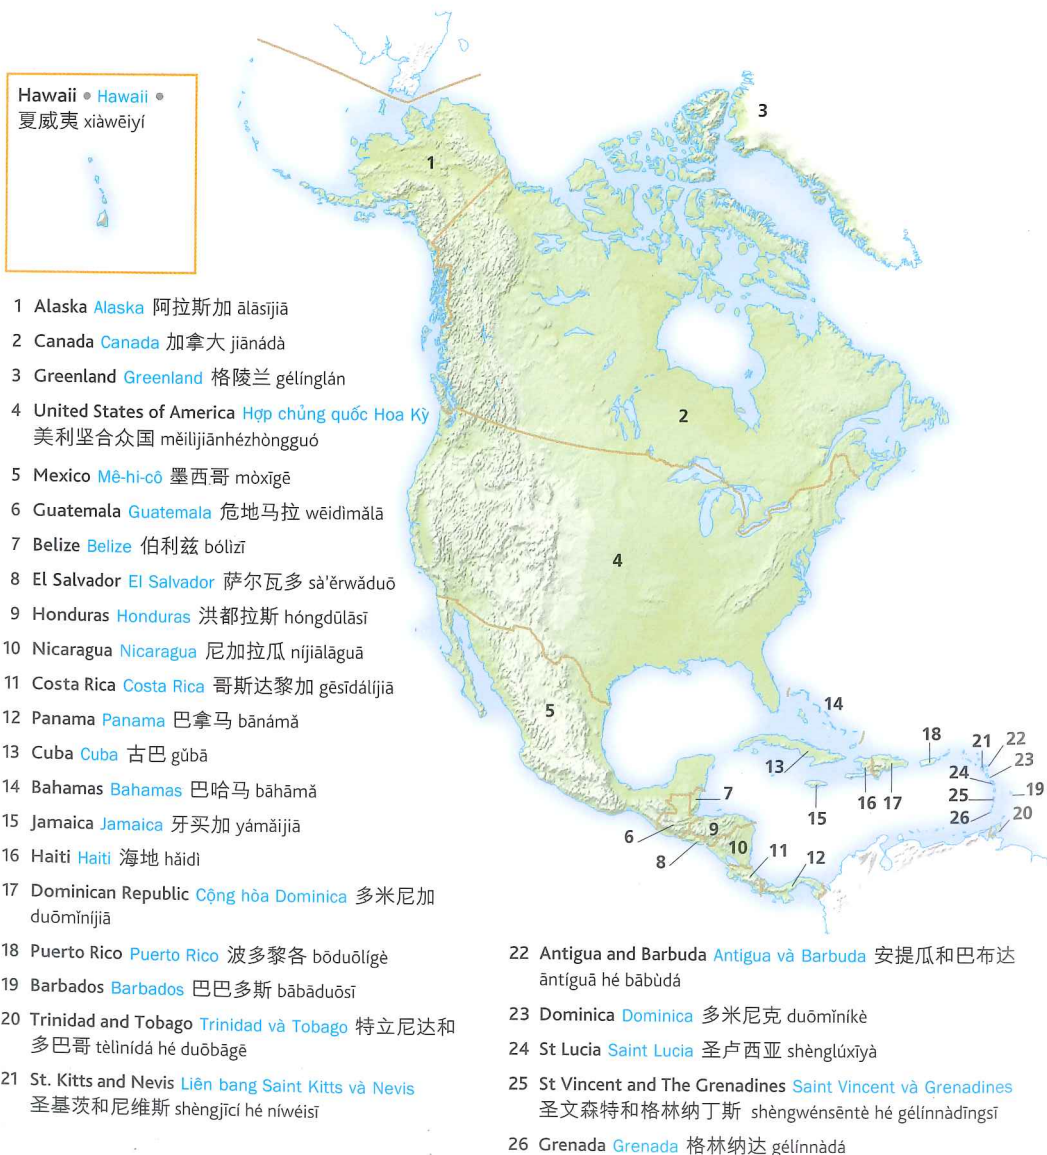 Hawaii • Hawaii •
夏威夷 xiàwēiyí
1 Alaska Alaska 阿拉斯加 ālāsījiā
2 Canada Canada 加拿大 jiānádà
3 Greenland Greenland 格陵兰 gélínglán
4 United States of America Hợp chủng quốc Hoa Kỳ
美利坚合众国 měilìjiānhézhòngguó
5 Mexico Mê-hi-cô 墨西哥 mòxīgē
6 Guatemala Guatemala 危地马拉 wēidìmǎlā
7 Belize Belize 伯利兹 bólìzī
8 El Salvador El Salvador 萨尔瓦多 sà'ěrwǎduō
9 Honduras Honduras 洪都拉斯 hóngdūlāsī
10 Nicaragua Nicaragua 尼加拉瓜 níjiālāguā
11 Costa Rica Costa Rica 哥斯达黎加 gēsīdálíjiā
12 Panama Panama 巴拿马 bānámǎ
13 Cuba Cuba 古巴 gǔbā
14 Bahamas Bahamas 巴哈马 bāhāmǎ
15 Jamaica Jamaica 牙买加 yámǎijiā
16 Haiti Haiti 海地 hǎidì
17 Dominican Republic Cộng hòa Dominica 多米尼加
duōmǐníjiā
18 Puerto Rico Puerto Rico 波多黎各 bōduōlígè
19 Barbados Barbados 巴巴多斯 bābāduōsī
20 Trinidad and Tobago Trinidad và Tobago 特立尼达和
多巴哥 tèlìnídá hé duōbāgē
21 St. Kitts and Nevis Liên bang Saint Kitts và Nevis
圣基茨和尼维斯 shèngjīcí hé níwéisī
22 Antigua and Barbuda Antigua và Barbuda 安提瓜和巴布达
āntíguā hé bābùdá
23 Dominica Dominica 多米尼克 duōmǐníkè
24 St Lucia Saint Lucia 圣卢西亚 shènglúxīyà
25 St Vincent and The Grenadines Saint Vincent và Grenadines
圣文森特和格林纳丁斯 shèngwénsēntè hé gélínnàdīngsī
26 Grenada Grenada 格林纳达 gélínnàdá
1
3
2
4
5
14
18
21
22
23
13
24
7
16
17
25
19
15
26
20
6
9
8
10
11
12